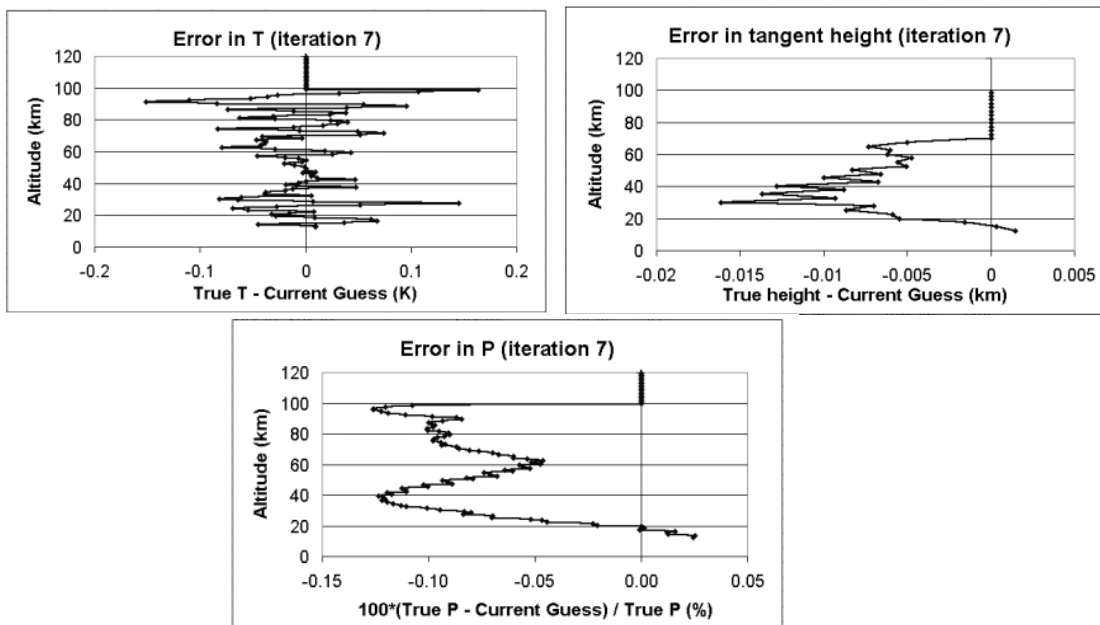 Error in T (iteration 7)
Altitude (km)
120
100
80
60
40
20
0
-0.2 -0.1 0 0.1 0.2
True T - Current Guess (K)
Error in tangent height (iteration 7)
Altitude (km)
120
100
80
60
40
20
0
-0.02 -0.015 -0.01 -0.005 0 0.005
True height - Current Guess (km)
Error in P (iteration 7)
Altitude (km)
120
100
80
60
40
20
0
-0.15 -0.10 -0.05 0.00 0.05
100*(True P - Current Guess) / True P (%)